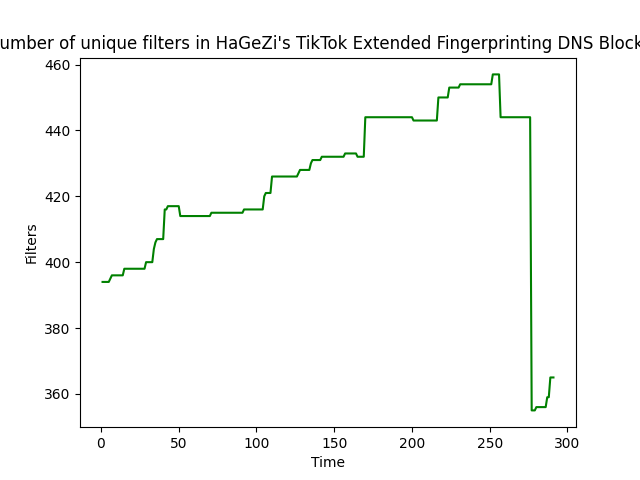 umber of unique filters in HaGeZi's TikTok Extended Fingerprinting DNS Block
460
440
420
400
380
360
Filters
0 50 100 150 200 250 300
Time